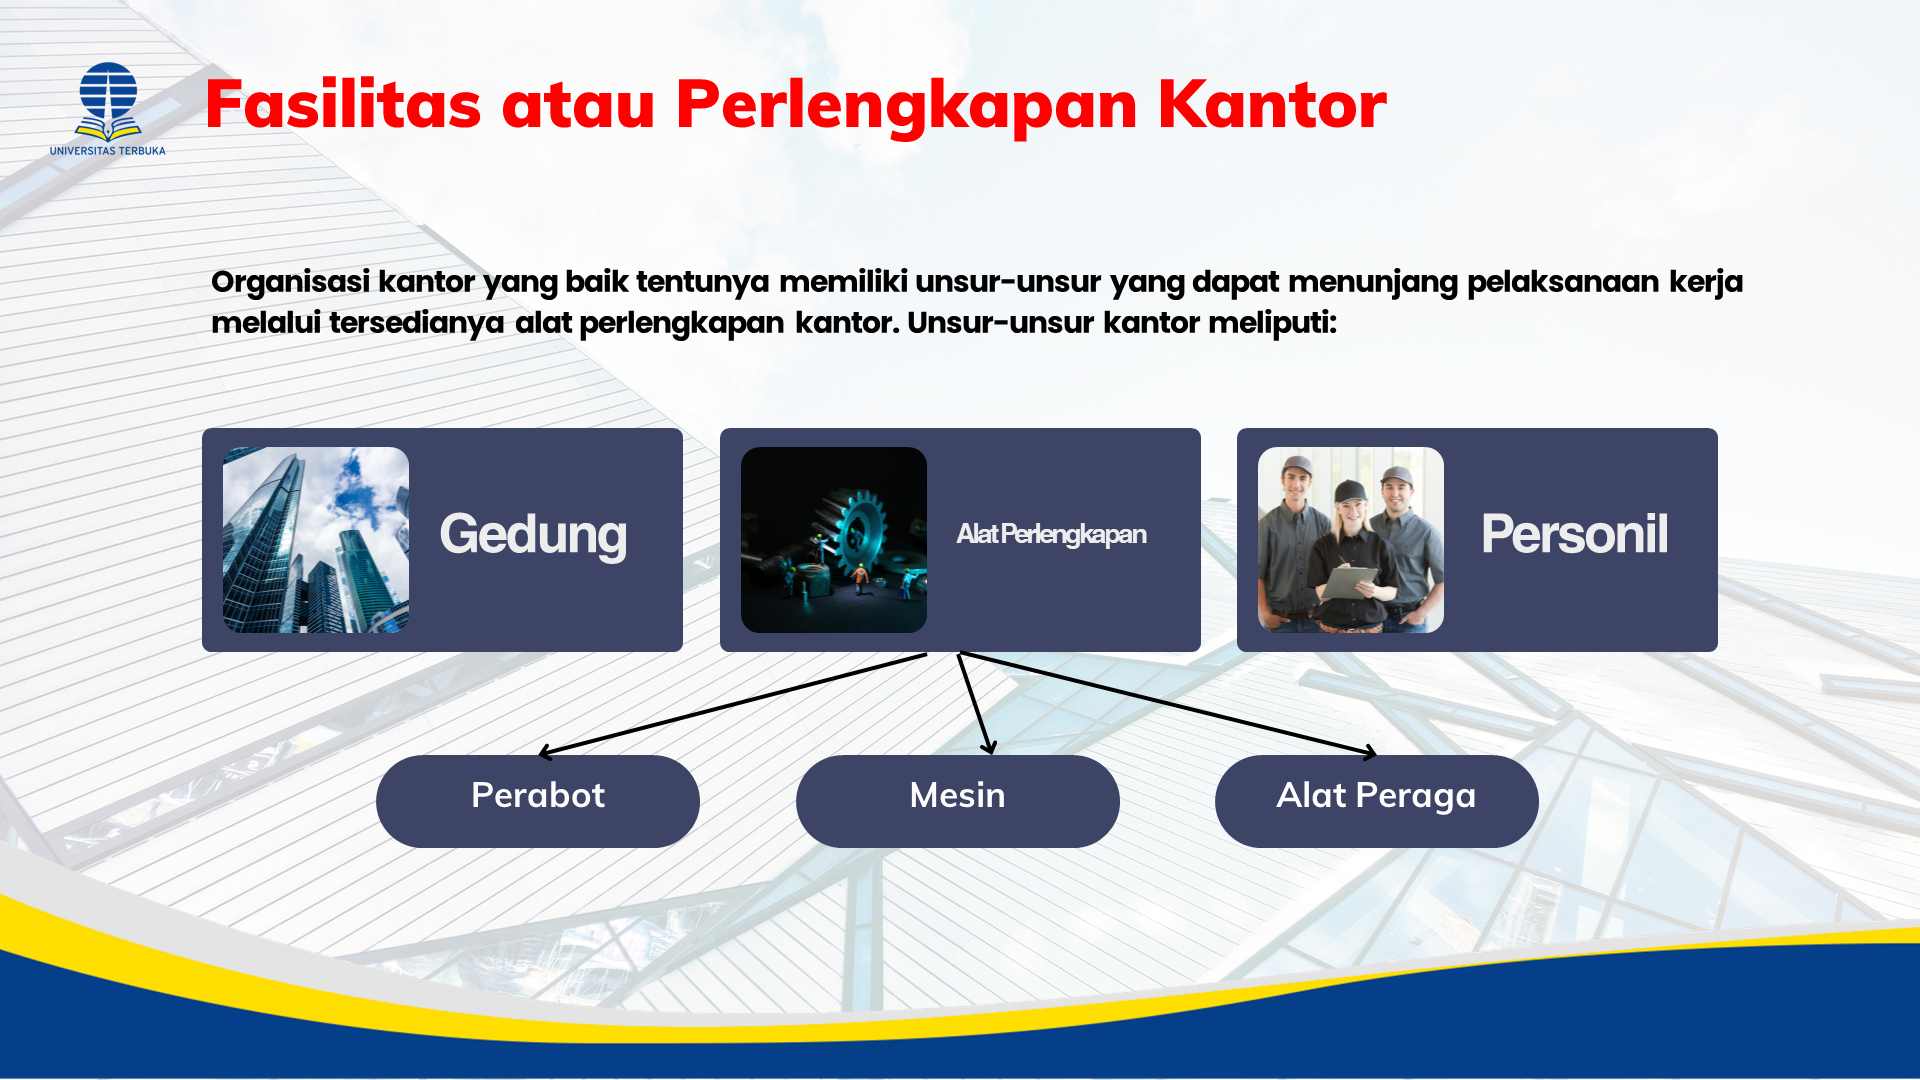 UNIVERSITAS TERBUKA
Fasilitas atau Perlengkapan Kantor
Organisasi kantor yang baik tentunya memiliki unsur-unsur yang dapat menunjang pelaksanaan kerja
melalui tersedianya alat perlengkapan kantor. Unsur-unsur kantor meliputi:
Gedung
Alat Perlengkapan
Personil
Perabot
Mesin
Alat Peraga